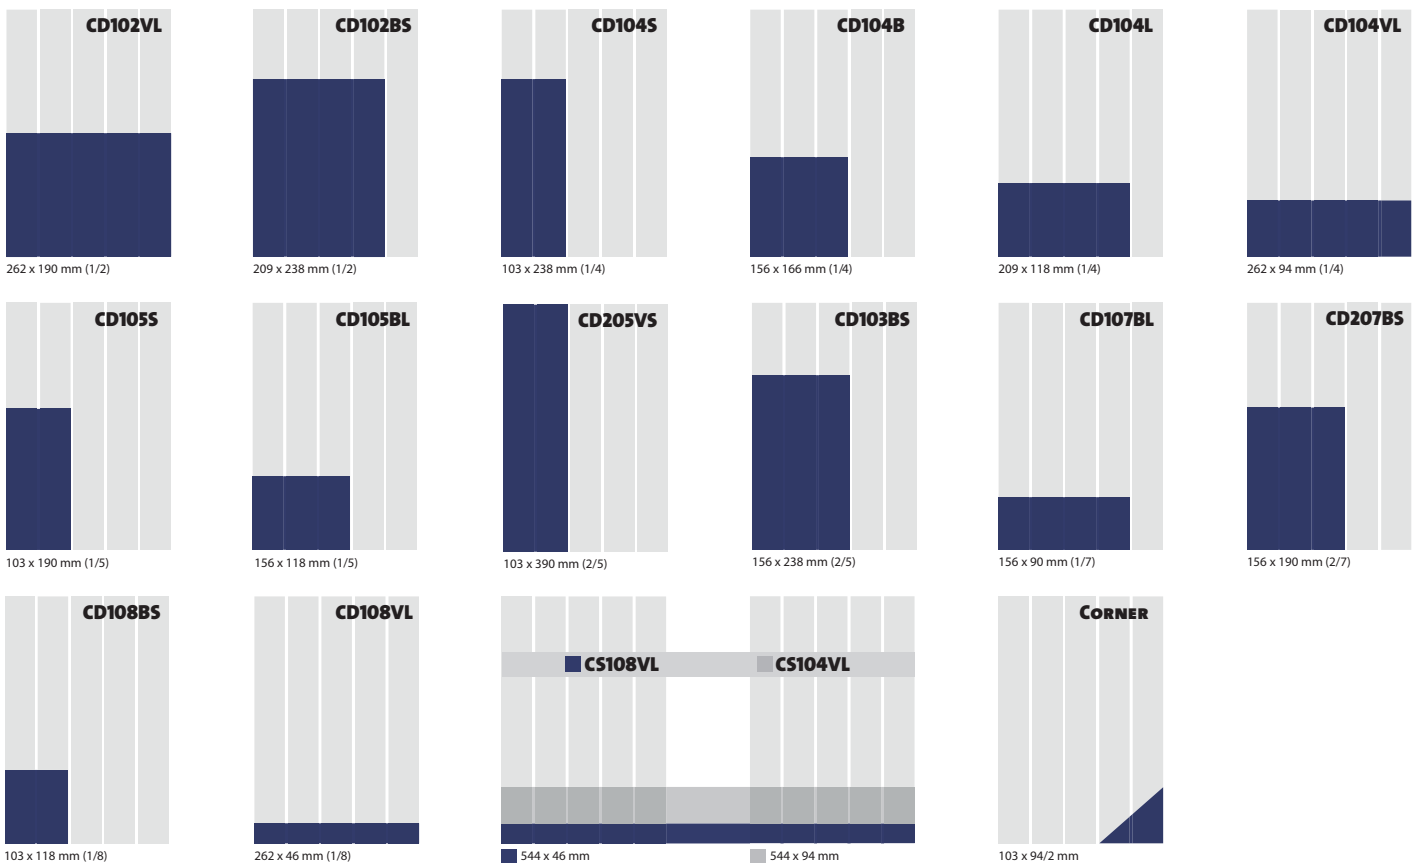 CD102VL
CD102BS
CD104S
CD104B
CD104L
CD104VL
262 x 190 mm (1/2)
209 x 238 mm (1/2)
103 x 238 mm (1/4)
156 x 166 mm (1/4)
209 x 118 mm (1/4)
262 x 94 mm (1/4)
CD105S
CD105BL
CD205VS
CD103BS
CD107BL
CD207BS
103 x 190 mm (1/5)
156 x 118 mm (1/5)
103 x 390 mm (2/5)
156 x 238 mm (2/5)
156 x 90 mm (1/7)
156 x 190 mm (2/7)
CD108BS
CD108VL
CS108VL
CS104VL
CORNER
103 x 118 mm (1/8)
262 x 46 mm (1/8)
544 x 46 mm
544 x 94 mm
103 x 94/2 mm